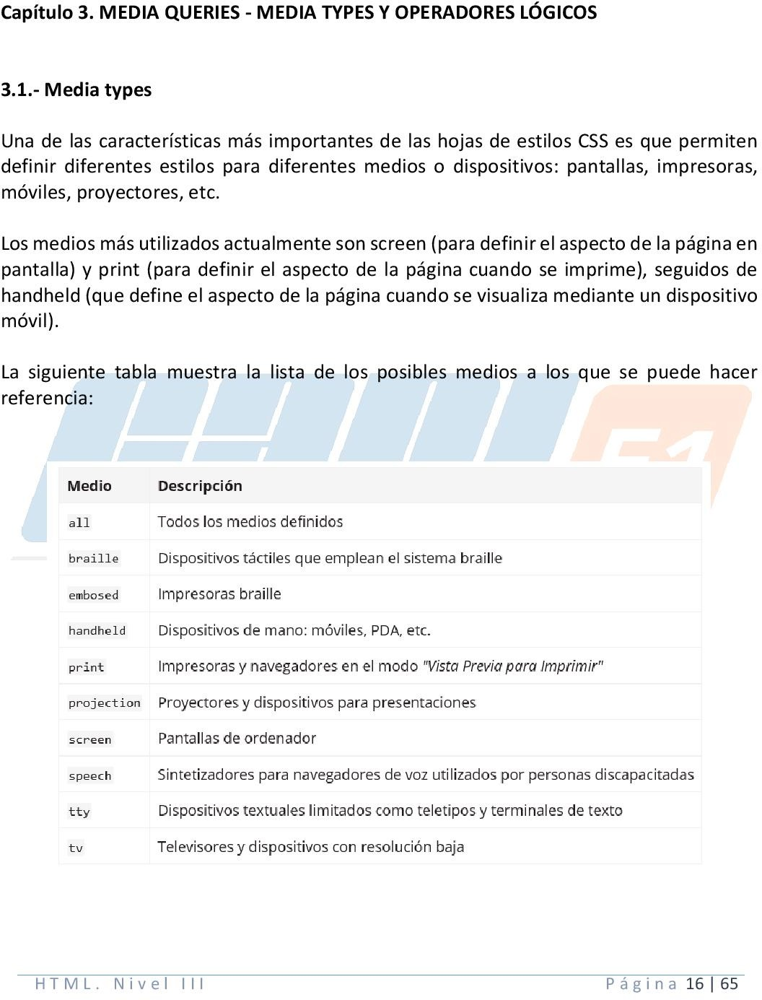 Capítulo 3. MEDIA QUERIES - MEDIA TYPES Y OPERADORES LÓGICOS
3.1.- Media types
Una de las características más importantes de las hojas de estilos CSS es que permiten
definir diferentes estilos para diferentes medios o dispositivos: pantallas, impresoras,
móviles, proyectores, etc.
Los medios más utilizados actualmente son screen (para definir el aspecto de la página en
pantalla) y print (para definir el aspecto de la página cuando se imprime), seguidos de
handheld (que define el aspecto de la página cuando se visualiza mediante un dispositivo
móvil).
La siguiente tabla muestra la lista de los posibles medios a los que se puede hacer
referencia:
Medio Descripción
all Todos los medios definidos
braille Dispositivos táctiles que emplean el sistema braille
embosed Impresoras braille
handheld Dispositivos de mano: móviles, PDA, etc.
print Impresoras y navegadores en el modo "Vista Previa para Imprimir"
projection Proyectores y dispositivos para presentaciones
screen Pantallas de ordenador
speech Sintetizadores para navegadores de voz utilizados por personas discapacitadas
tty Dispositivos textuales limitados como teletipos y terminales de texto
tv Televisores y dispositivos con resolución baja
HTML. Nivel III Página 16 | 65